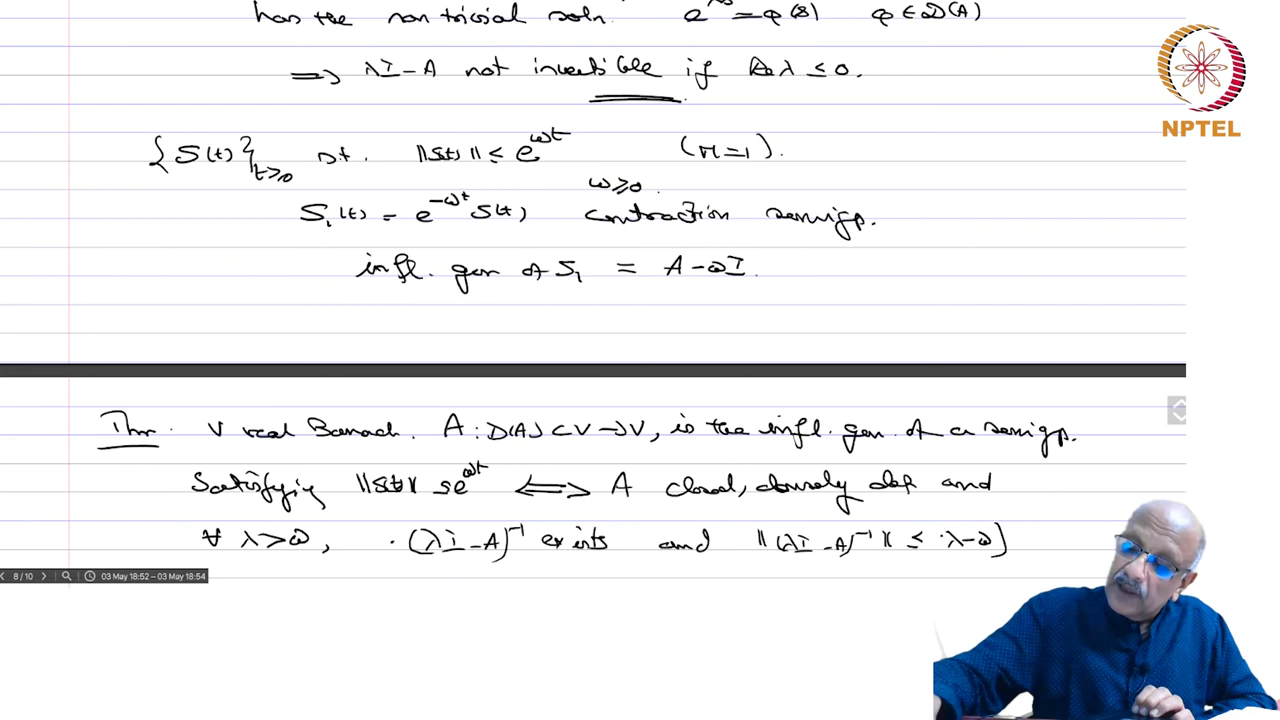 has the non trivial soln. e^{λs} = φ(s) φ ∈ D(A)
⟹ λI - A not invertible if Re λ ≤ 0.
NPTEL
{S(t)}_{t≥0} s.t. ‖S(t)‖ ≤ e^{ωt} (M=1).
ω ≥ 0.
S₁(t) = e^{-ωt} S(t) contraction semigp.
infl. gen of S₁ = A - ωI.
Thm. V real Banach. A : D(A) ⊂ V → V, is the infl. gen. of a semigp.
Satisfying ‖S(t)‖ ≤ e^{ωt} ⟺ A closed, densely def and
∀ λ > ω, (λI - A)^{-1} exists and ‖(λI - A)^{-1}‖ ≤ λ-ω
8 / 10 03 May 18:52 – 03 May 18:54